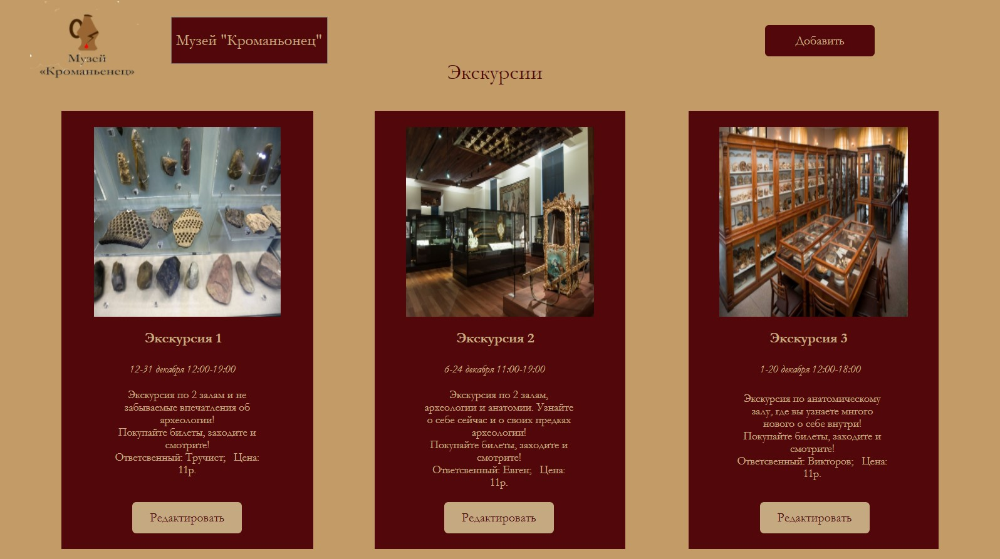 Музей
«Кроманьенец»
Музей "Кроманьонец"
Добавить
Экскурсии
Экскурсия 1
12-31 декабря 12:00-19:00
Экскурсия по 2 залам и не
забываемые впечатления об
археологии!
Покупайте билеты, заходите и
смотрите!
Ответсвенный: Тручист; Цена:
11р.
Редактировать
Экскурсия 2
6-24 декабря 11:00-19:00
Экскурсия по 2 залам,
археологии и анатомии. Узнайте
о себе сейчас и о своих предках
археологии!
Покупайте билеты, заходите и
смотрите!
Ответсвенный: Евген; Цена:
11р.
Редактировать
Экскурсия 3
1-20 декабря 12:00-18:00
Экскурсия по анатомическому
залу, где вы узнаете мнгого
нового о себе внутри!
Покупайте билеты, заходите и
смотрите!
Ответсвенный: Викторов; Цена:
11р.
Редактировать